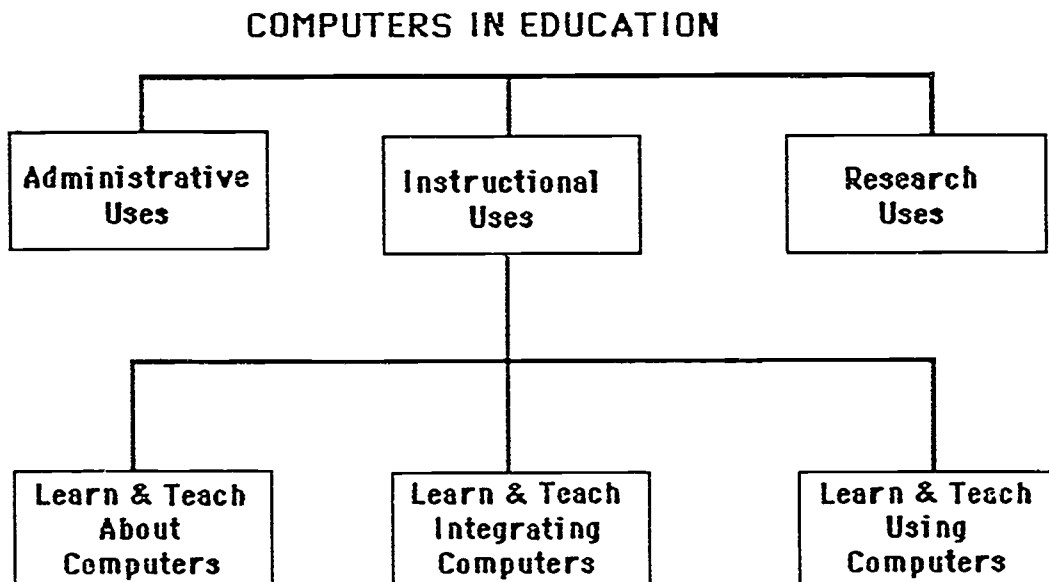 COMPUTERS IN EDUCATION
Administrative
Uses
Instructional
Uses
Research
Uses
Learn & Teach
About
Computers
Learn & Teach
Integrating
Computers
Learn & Teach
Using
Computers